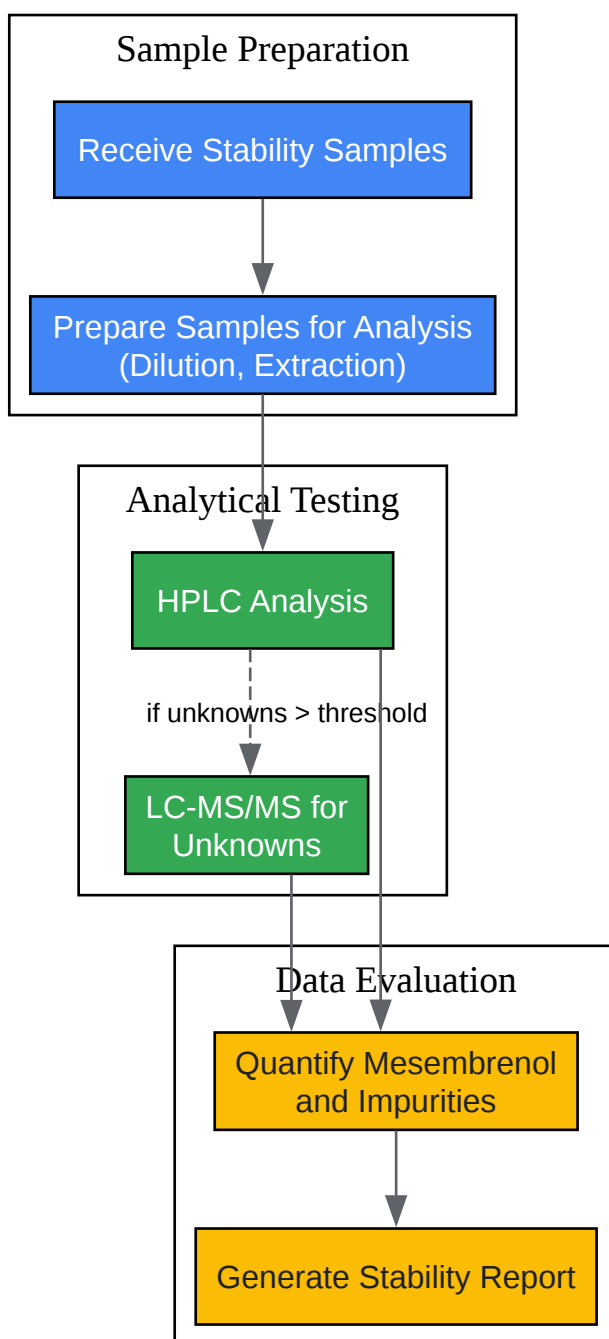 Sample Preparation
Receive Stability Samples
Prepare Samples for Analysis
(Dilution, Extraction)
Analytical Testing
HPLC Analysis
if unknowns > threshold
LC-MS/MS for
Unknowns
Data Evaluation
Quantify Mesembrenol
and Impurities
Generate Stability Report